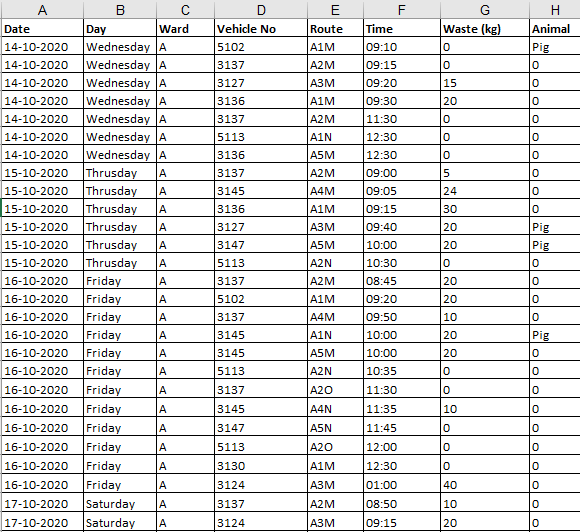 A B C D E F G H
Date Day Ward Vehicle No Route Time Waste (kg) Animal
14-10-2020 Wednesday A 5102 A1M 09:10 0 Pig
14-10-2020 Wednesday A 3137 A2M 09:15 0 0
14-10-2020 Wednesday A 3127 A3M 09:20 15 0
14-10-2020 Wednesday A 3136 A1M 09:30 20 0
14-10-2020 Wednesday A 3137 A2M 11:30 0 0
14-10-2020 Wednesday A 5113 A1N 12:30 0 0
14-10-2020 Wednesday A 3136 A5M 12:30 0 0
15-10-2020 Thrusday A 3137 A2M 09:00 5 0
15-10-2020 Thrusday A 3145 A4M 09:05 24 0
15-10-2020 Thrusday A 3136 A1M 09:15 30 0
15-10-2020 Thrusday A 3127 A3M 09:40 20 Pig
15-10-2020 Thrusday A 3147 A5M 10:00 20 Pig
15-10-2020 Thrusday A 5113 A2N 10:30 0 0
16-10-2020 Friday A 3137 A2M 08:45 20 0
16-10-2020 Friday A 5102 A1M 09:20 20 0
16-10-2020 Friday A 3137 A4M 09:50 10 0
16-10-2020 Friday A 3145 A1N 10:00 20 Pig
16-10-2020 Friday A 3145 A5M 10:00 20 0
16-10-2020 Friday A 5113 A2N 10:35 0 0
16-10-2020 Friday A 3137 A2O 11:30 0 0
16-10-2020 Friday A 3145 A4N 11:35 10 0
16-10-2020 Friday A 3147 A5N 11:45 0 0
16-10-2020 Friday A 5113 A2O 12:00 0 0
16-10-2020 Friday A 3130 A1M 12:30 0 0
16-10-2020 Friday A 3124 A3M 01:00 40 0
17-10-2020 Saturday A 3137 A2M 08:50 10 0
17-10-2020 Saturday A 3124 A3M 09:15 20 0